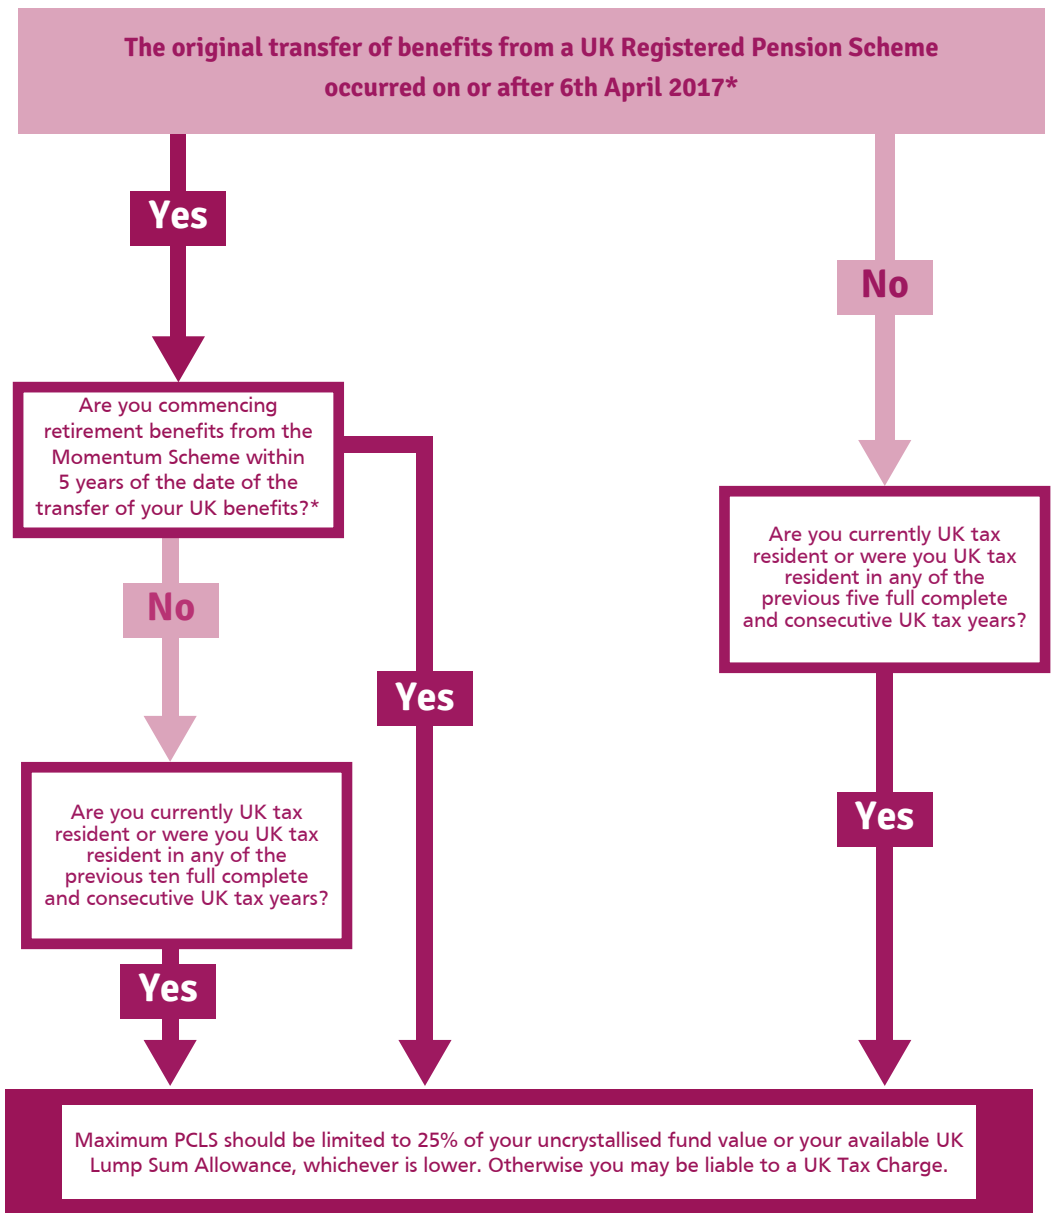 The original transfer of benefits from a UK Registered Pension Scheme
occurred on or after 6th April 2017*
Yes
No
Are you commencing
retirement benefits from the
Momentum Scheme within
5 years of the date of the
transfer of your UK benefits?*
Are you currently UK tax
resident or were you UK tax
resident in any of the
previous five full complete
and consecutive UK tax years?
No
Yes
Are you currently UK tax
resident or were you UK tax
resident in any of the
previous ten full complete
and consecutive UK tax years?
Yes
Yes
Maximum PCLS should be limited to 25% of your uncrystallised fund value or your available UK
Lump Sum Allowance, whichever is lower. Otherwise you may be liable to a UK Tax Charge.